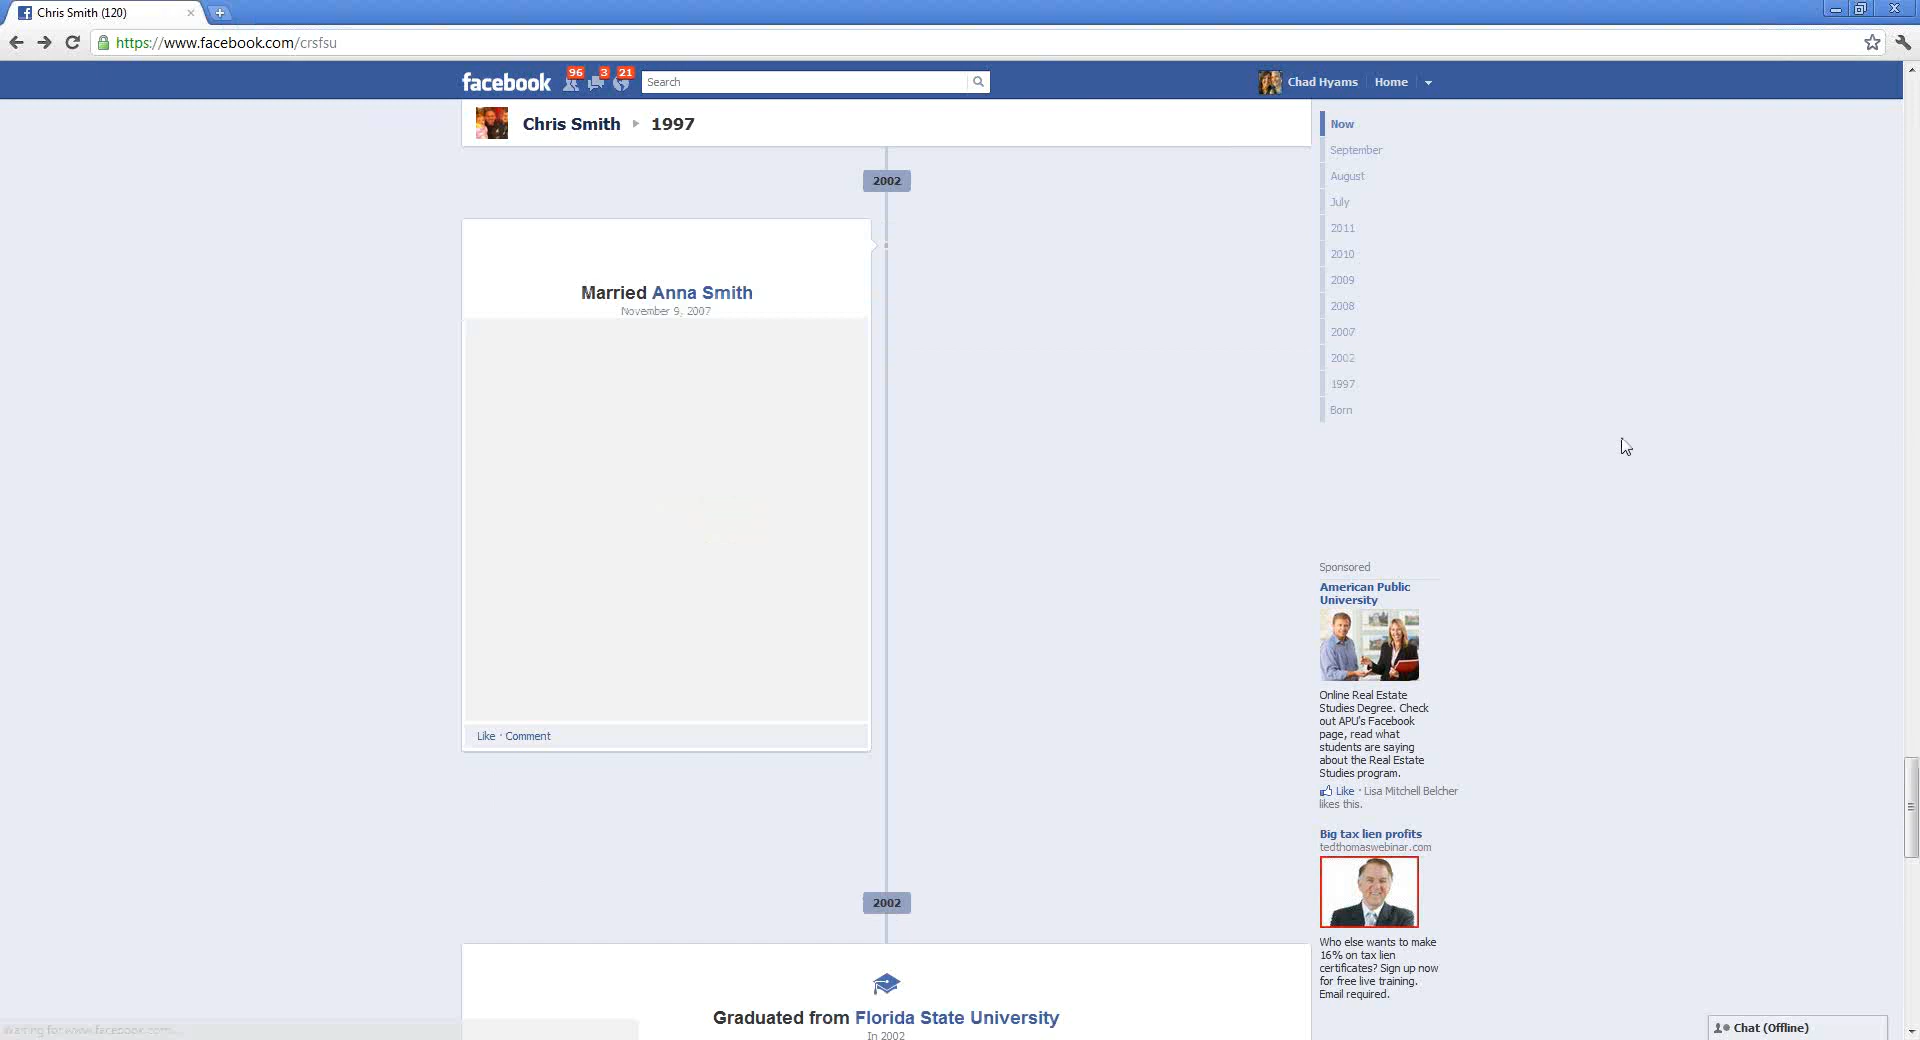 Chris Smith (120)
https://www.facebook.com/crsfsu
facebook
96
3
21
Search
Chad Hyams
Home
Chris Smith
1997
2002
Married Anna Smith
November 9, 2007
Like · Comment
2002
Graduated from Florida State University
In 2002
Now
September
August
July
2011
2010
2009
2008
2007
2002
1997
Born
Sponsored
American Public
University
Online Real Estate
Studies Degree. Check
out APU's Facebook
page, read what
students are saying
about the Real Estate
Studies program.
Like · Lisa Mitchell Belcher
likes this.
Big tax lien profits
tedthomaswebinar.com
Who else wants to make
16% on tax lien
certificates? Sign up now
for free live training.
Email required.
Waiting for www.facebook.com...
Chat (Offline)